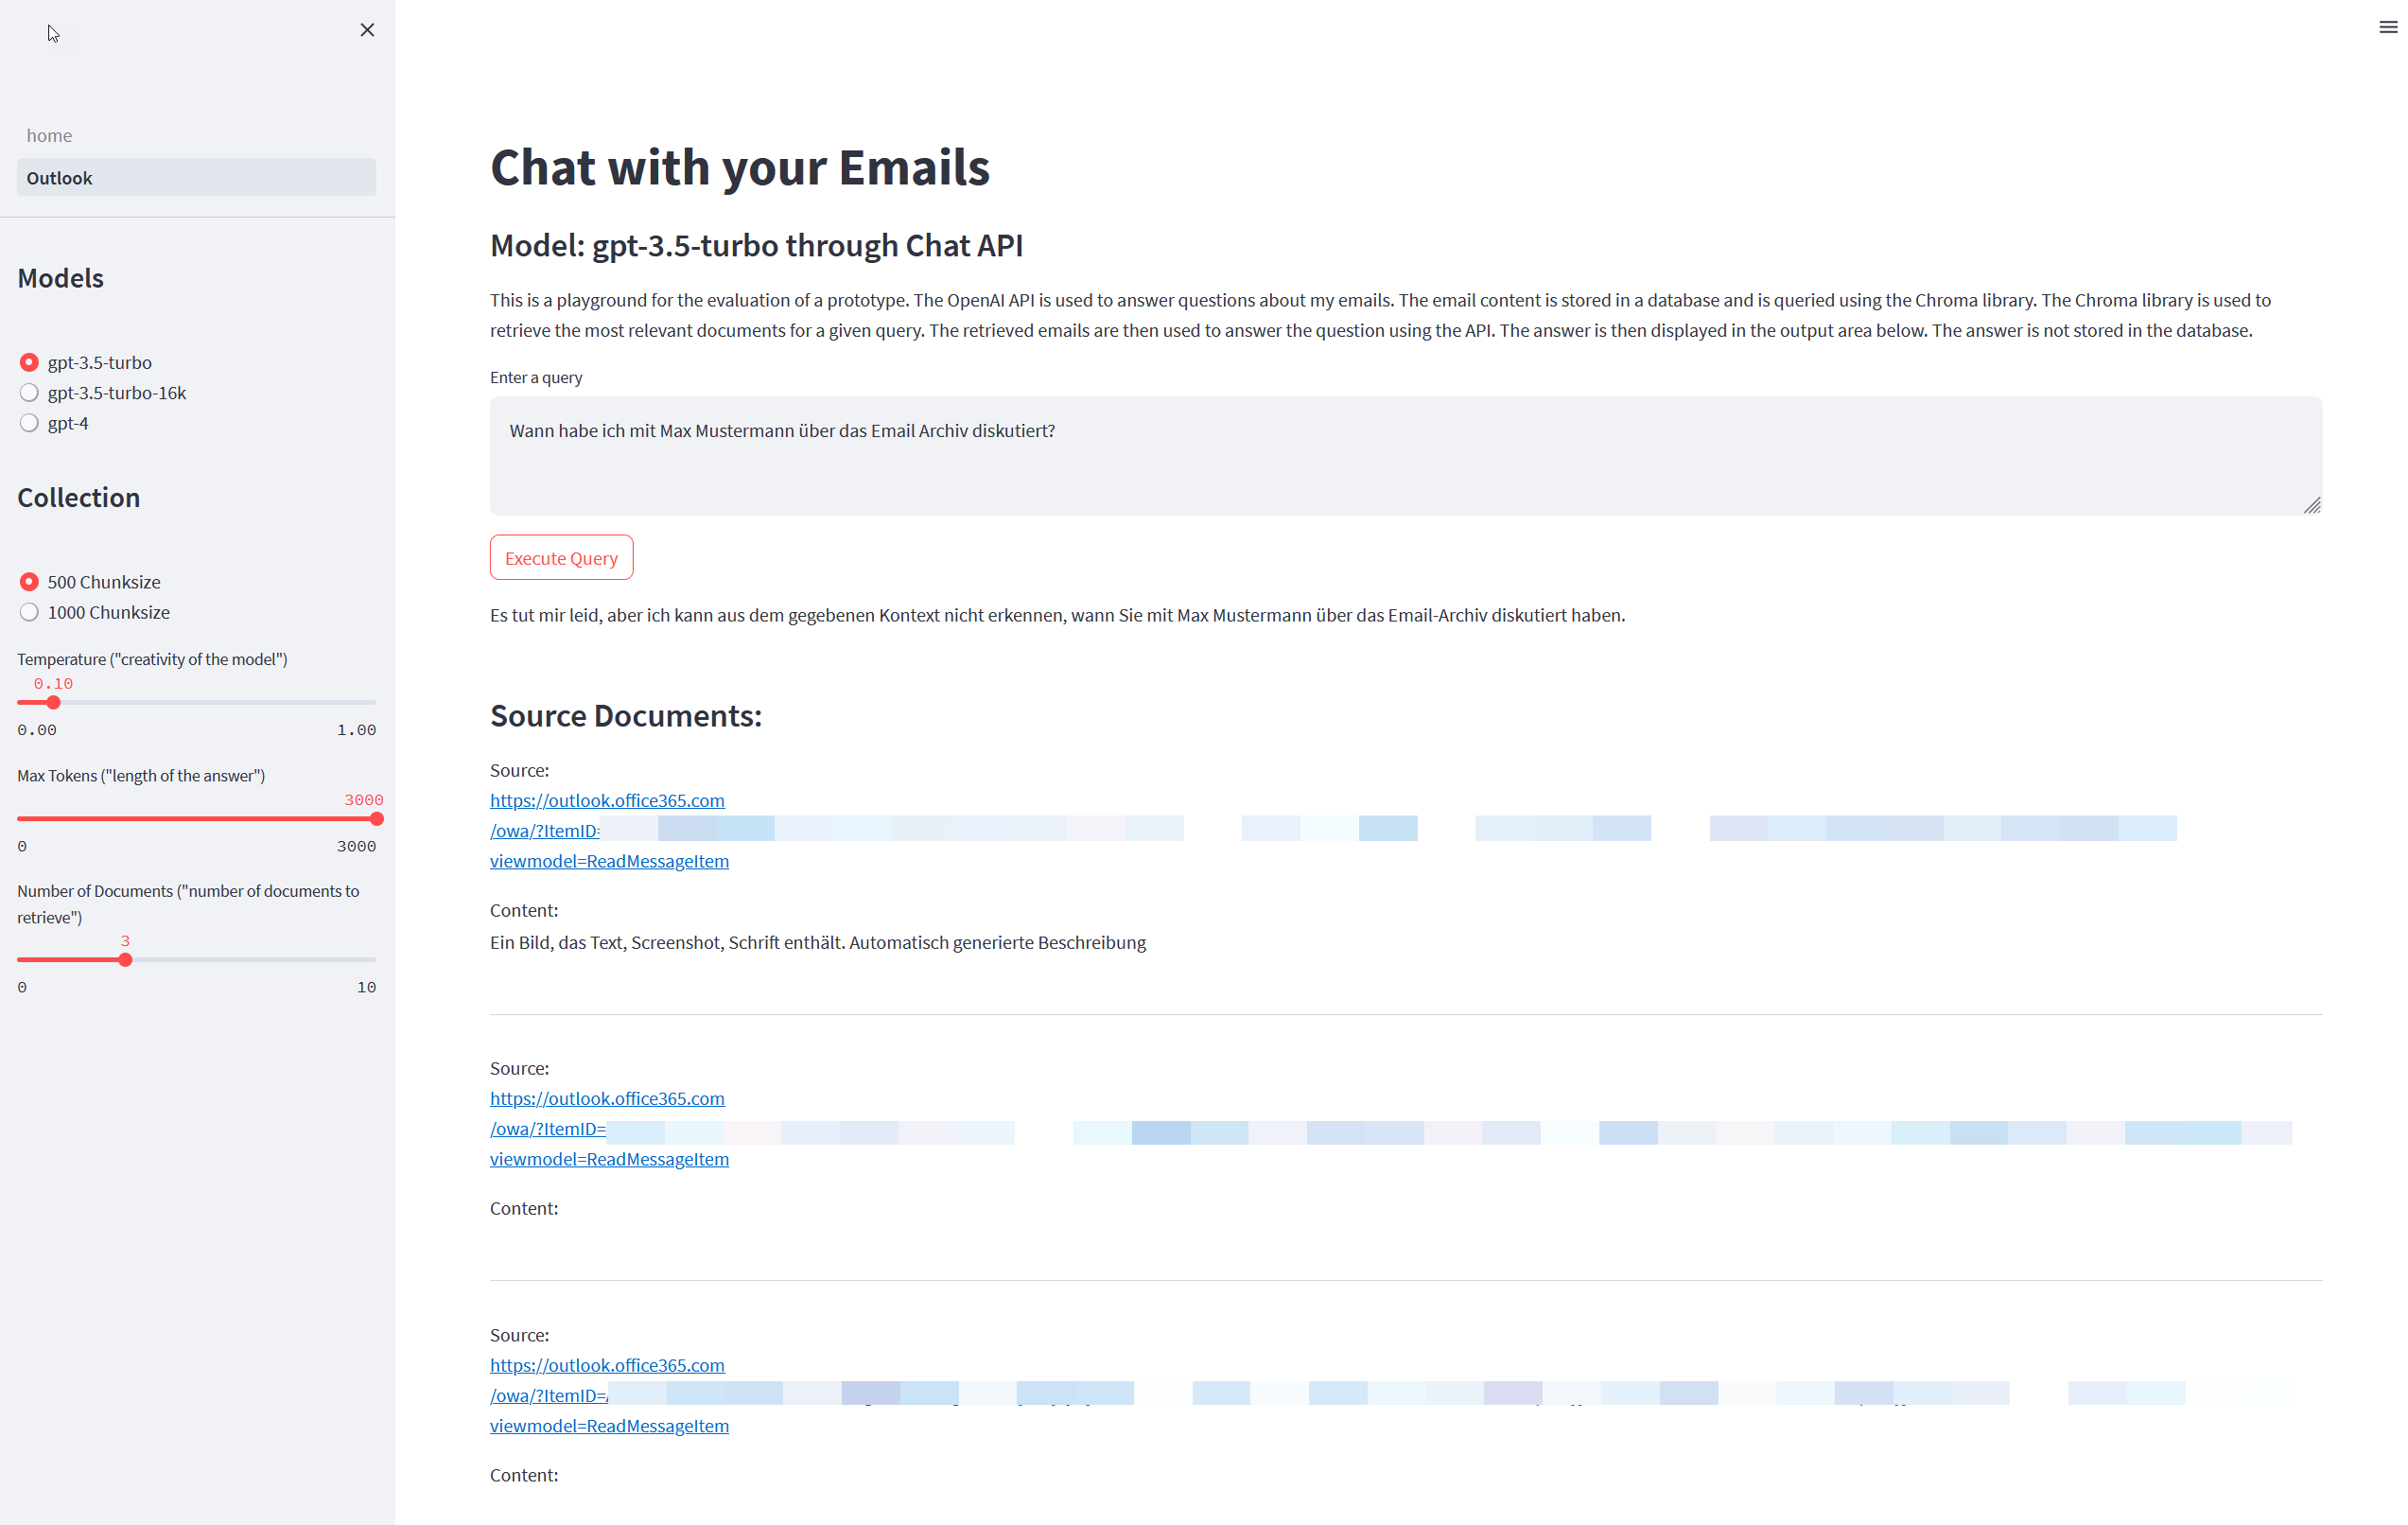 home
Outlook
Models
gpt-3.5-turbo
gpt-3.5-turbo-16k
gpt-4
Collection
500 Chunksize
1000 Chunksize
Temperature ("creativity of the model")
0.10
0.00 1.00
Max Tokens ("length of the answer")
3000
0 3000
Number of Documents ("number of documents to
retrieve")
3
0 10
Chat with your Emails
Model: gpt-3.5-turbo through Chat API
This is a playground for the evaluation of a prototype. The OpenAI API is used to answer questions about my emails. The email content is stored in a database and is queried using the Chroma library. The Chroma library is used to
retrieve the most relevant documents for a given query. The retrieved emails are then used to answer the question using the API. The answer is then displayed in the output area below. The answer is not stored in the database.
Enter a query
Wann habe ich mit Max Mustermann über das Email Archiv diskutiert?
Execute Query
Es tut mir leid, aber ich kann aus dem gegebenen Kontext nicht erkennen, wann Sie mit Max Mustermann über das Email-Archiv diskutiert haben.
Source Documents:
Source:
https://outlook.office365.com
/owa/?ItemID=
viewmodel=ReadMessageItem
Content:
Ein Bild, das Text, Screenshot, Schrift enthält. Automatisch generierte Beschreibung
Source:
https://outlook.office365.com
/owa/?ItemID=
viewmodel=ReadMessageItem
Content:
Source:
https://outlook.office365.com
/owa/?ItemID=
viewmodel=ReadMessageItem
Content: